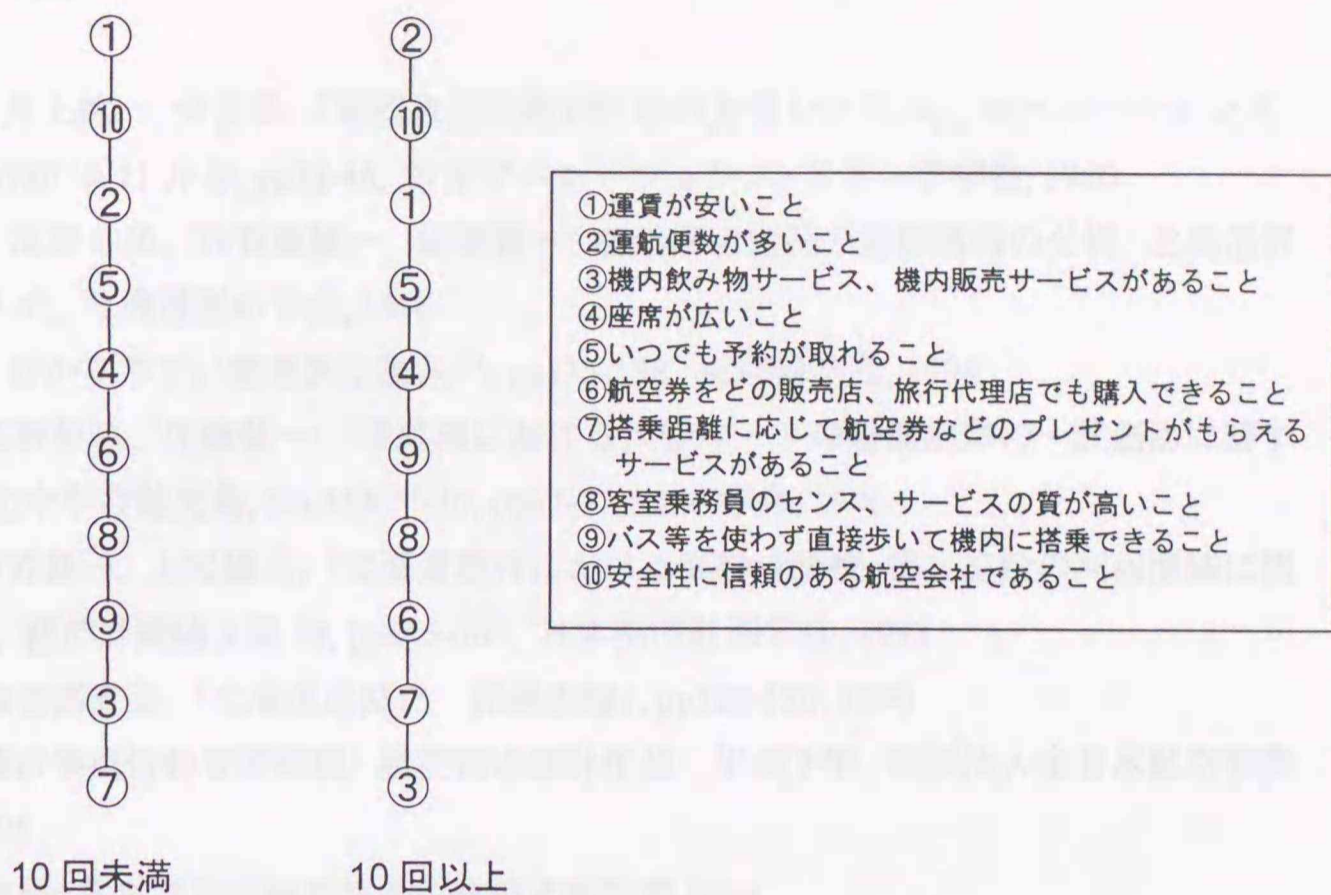 ①
⑩
②
⑤
④
⑥
⑧
⑨
③
⑦
10 回未満
②
⑩
①
⑤
④
⑨
⑧
⑥
⑦
③
10 回以上
①運賃が安いこと
②運航便数が多いこと
③機内飲み物サービス、機内販売サービスがあること
④座席が広いこと
⑤いつでも予約が取れること
⑥航空券をどの販売店、旅行代理店でも購入できること
⑦搭乗距離に応じ、航空券などのプレゼントがもらえる
サービスがあること
⑧客室乗務員のセンス、サービスの質が高いこと
⑨バス等を使わず直接歩いて機内に搭乗できること
⑩安全性に信頼のある航空会社であること